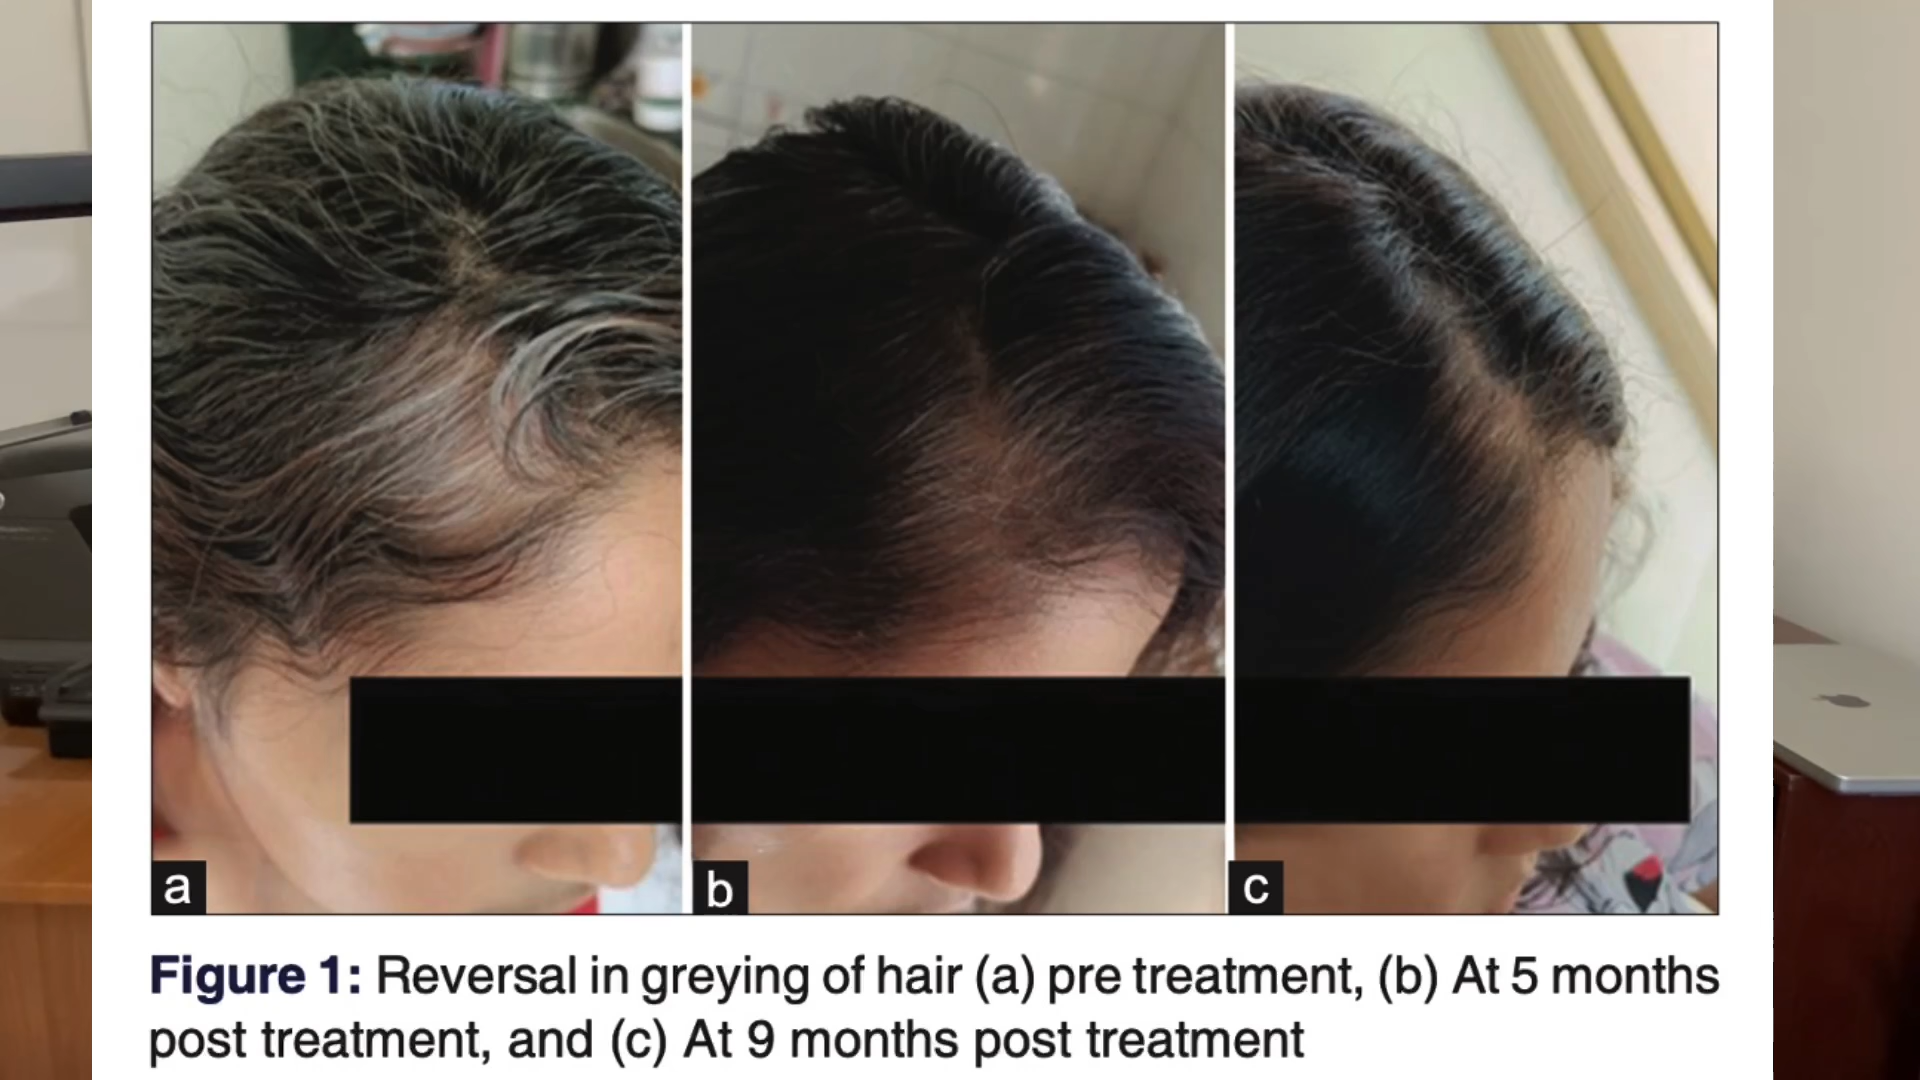 a
b
c
Figure 1: Reversal in greying of hair (a) pre treatment, (b) At 5 months
post treatment, and (c) At 9 months post treatment